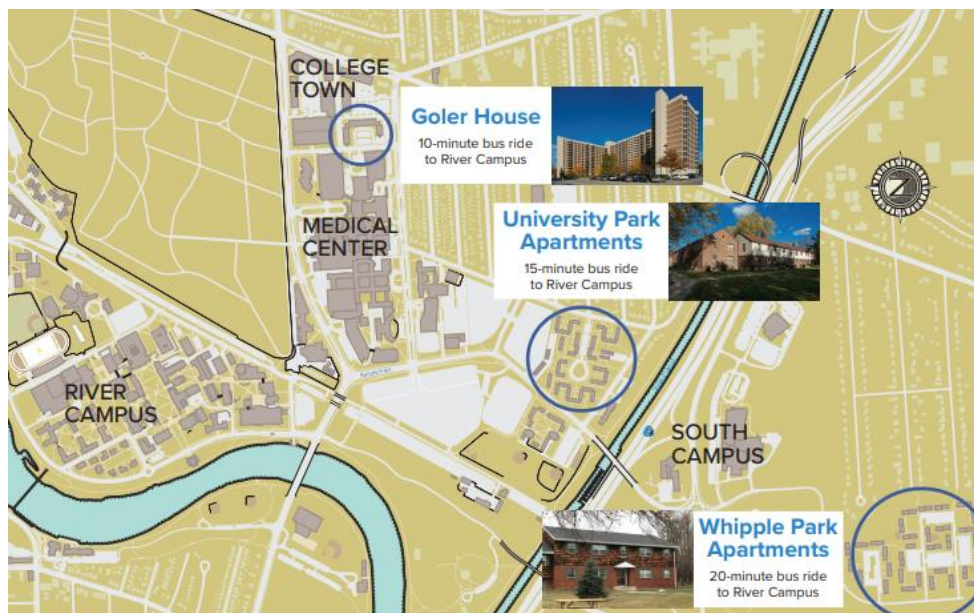 COLLEGE
TOWN
Goler House
10-minute bus ride
to River Campus
MEDICAL
CENTER
University Park
Apartments
15-minute bus ride
to River Campus
RIVER
CAMPUS
SOUTH
CAMPUS
Whipple Park
Apartments
20-minute bus ride
to River Campus